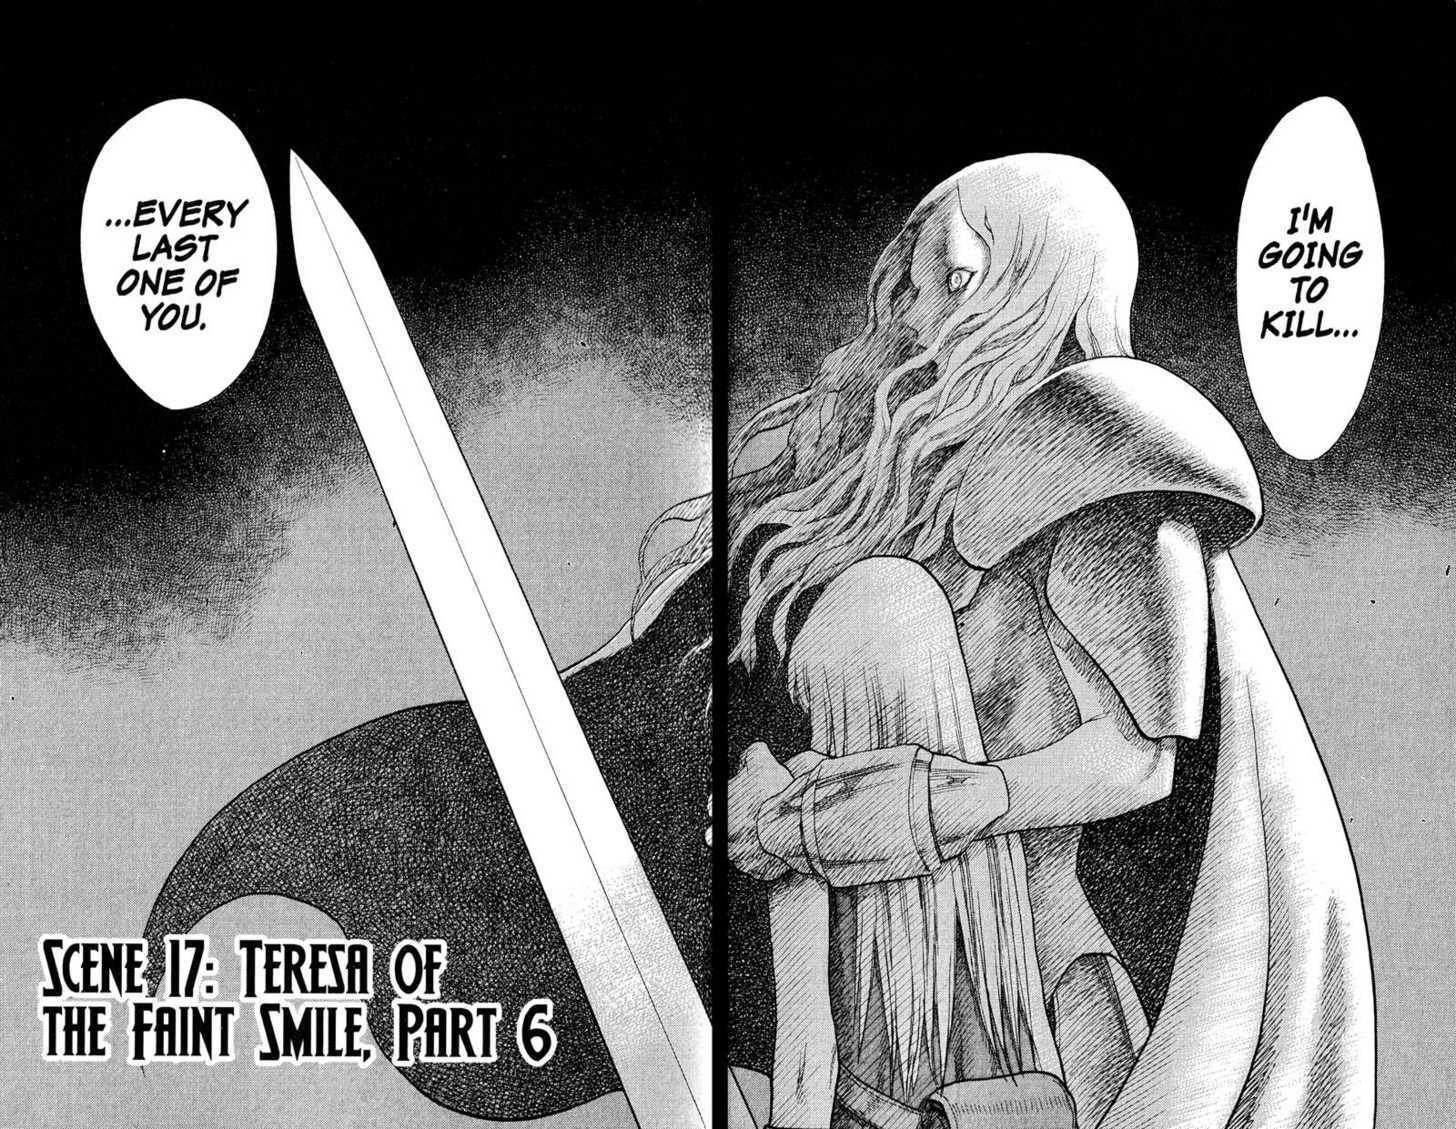 I'M
GOING
TO
KILL...
...EVERY
LAST
ONE OF
YOU.
SCENE 17: TERESA OF
THE FAINT SMILE, PART 6